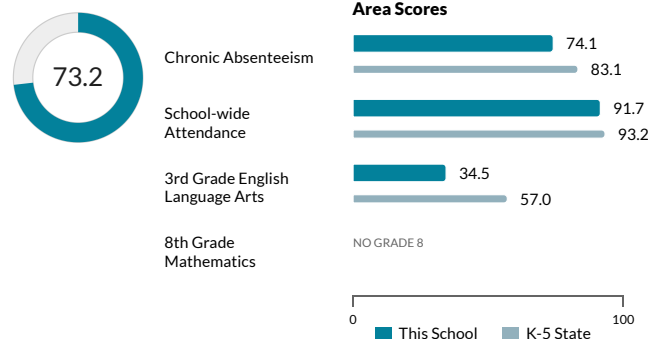 Area Scores
73.2
Chronic Absenteeism
74.1
83.1
School-wide
Attendance
91.7
93.2
3rd Grade English
Language Arts
34.5
57.0
8th Grade
Mathematics
NO GRADE 8
0
100
This School
K-5 State